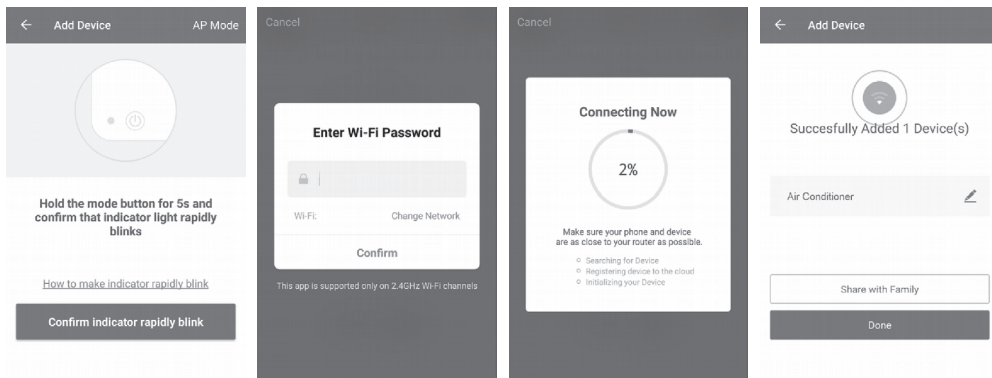 Add Device
AP Mode
Hold the mode button for 5s and
confirm that indicator light rapidly
blinks
How to make indicator rapidly blink
Confirm indicator rapidly blink
Cancel
Enter Wi-Fi Password
Wi-Fi:
Change Network
Confirm
This app is supported only on 2.4GHz Wi-Fi channels
Cancel
Connecting Now
2%
Make sure your phone and device
are as close to your router as possible.
Searching for Device
Registering device to the cloud
Initializing your Device
Add Device
Succesfully Added 1 Device(s)
Air Conditioner
Share with Family
Done